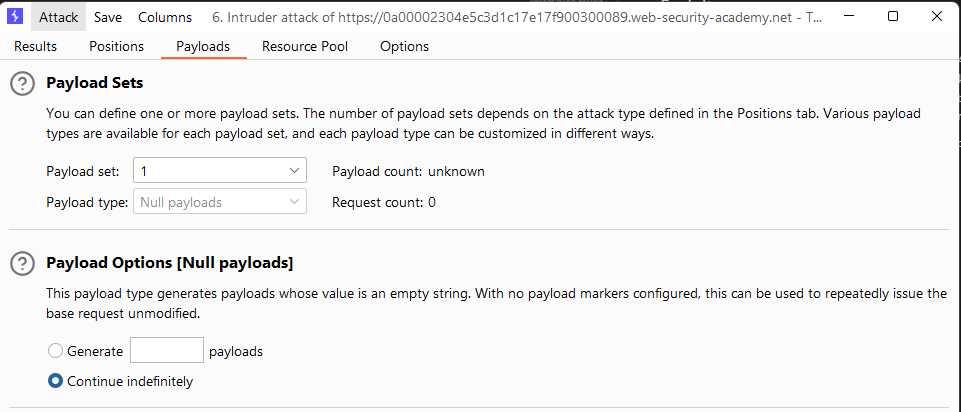 Attack Save Columns 6. Intruder attack of https://0a00002304e5c3d1c17e17f900300089.web-security-academy.net - T...
Results Positions Payloads Resource Pool Options
? Payload Sets
You can define one or more payload sets. The number of payload sets depends on the attack type defined in the Positions tab. Various payload
types are available for each payload set, and each payload type can be customized in different ways.
Payload set: 1 Payload count: unknown
Payload type: Null payloads Request count: 0
? Payload Options [Null payloads]
This payload type generates payloads whose value is an empty string. With no payload markers configured, this can be used to repeatedly issue the
base request unmodified.
Generate payloads
Continue indefinitely